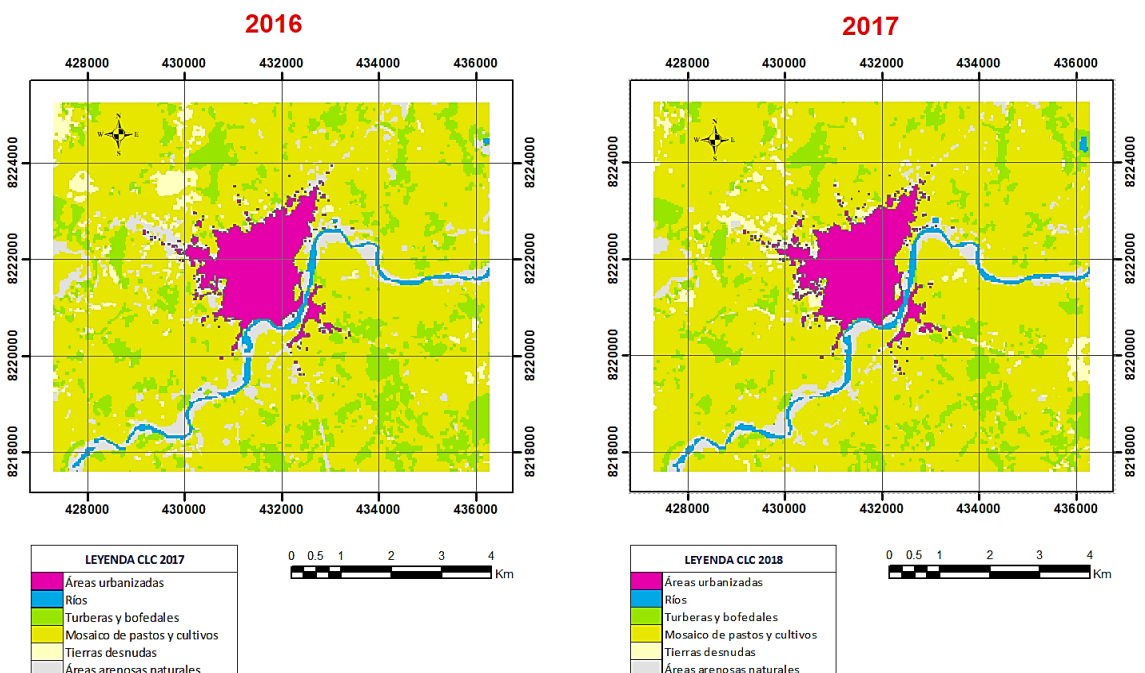 2016
428000 430000 432000 434000 436000
N
W E
S
8224000 8224000
8222000 8222000
8220000 8220000
8218000 8218000
428000 430000 432000 434000 436000
LEYENDA CLC 2017
Áreas urbanizadas
Ríos
Turberas y bofedales
Mosaico de pastos y cultivos
Tierras desnudas
Áreas arenosas naturales
0 0.5 1 2 3 4
Km
2017
428000 430000 432000 434000 436000
N
W E
S
8224000 8224000
8222000 8222000
8220000 8220000
8218000 8218000
428000 430000 432000 434000 436000
LEYENDA CLC 2018
Áreas urbanizadas
Ríos
Turberas y bofedales
Mosaico de pastos y cultivos
Tierras desnudas
Áreas arenosas naturales
0 0.5 1 2 3 4
Km